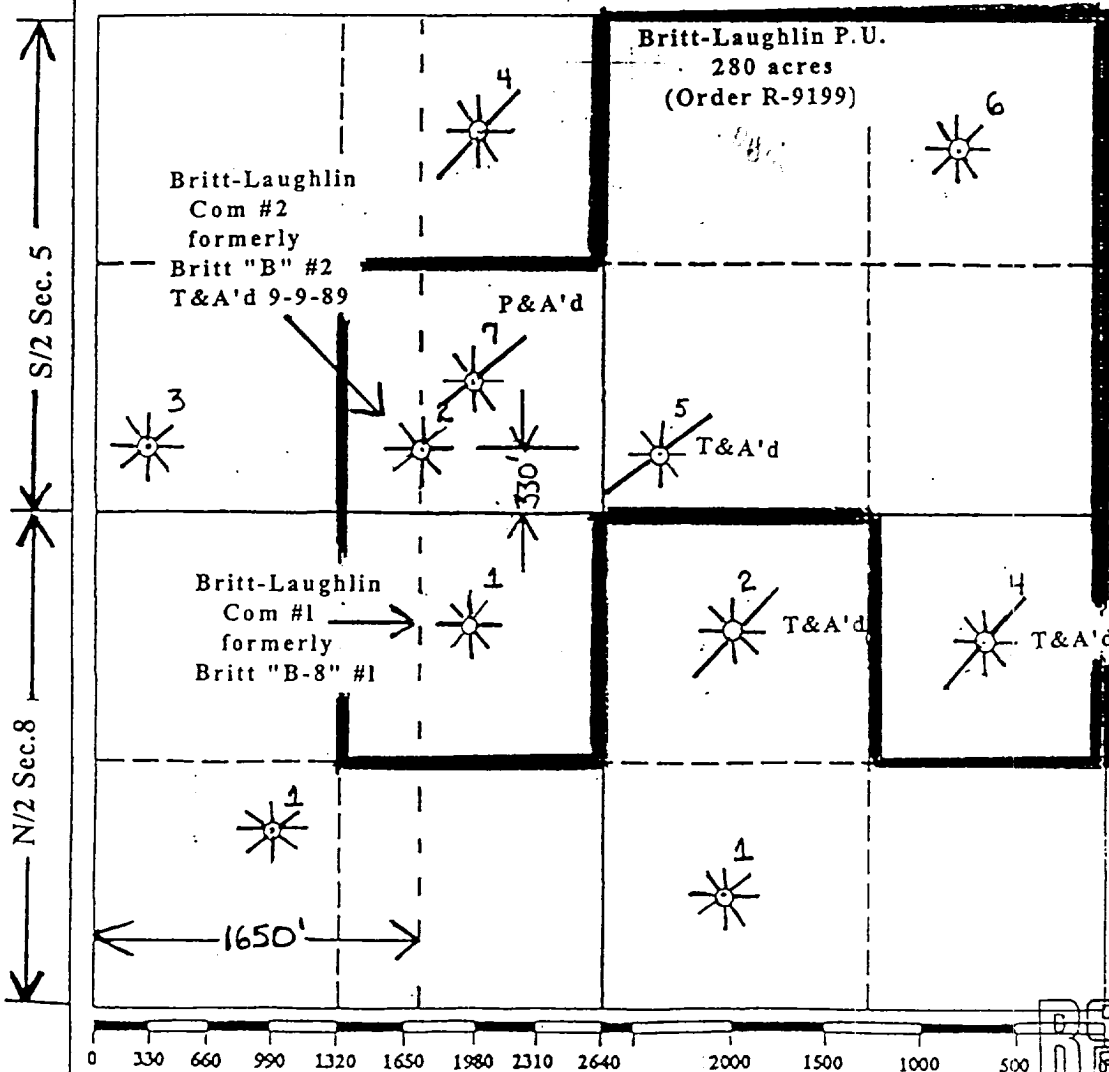 Britt-Laughlin P.U.
280 acres
(Order R-9199)
4
6
Britt-Laughlin
Com #2
formerly
Britt "B" #2
T&A'd 9-9-89
S/2 Sec. 5
P&A'd
7
3
2
5
T&A'd
330'
Britt-Laughlin
Com #1
formerly
Britt "B-8" #1
1
2
T&A'd
4
T&A'd
N/2 Sec.8
1
1
1650'
0 330 660 990 1320 1650 1980 2310 2640 2000 1500 1000 500